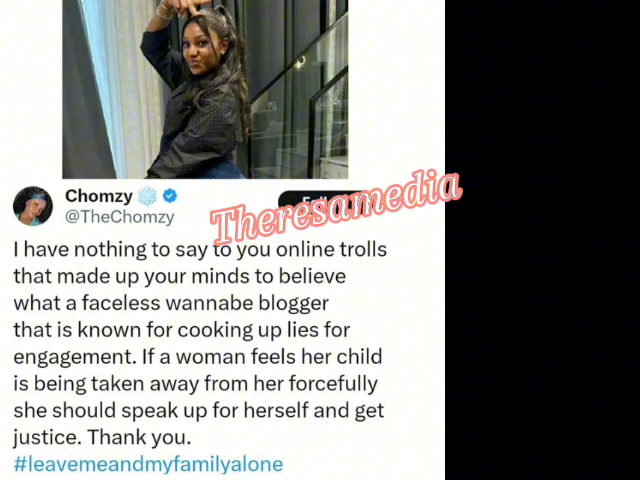 Chomzy
@TheChomzy
Theresamedia
I have nothing to say to you online trolls
that made up your minds to believe
what a faceless wannabe blogger
that is known for cooking up lies for
engagement. If a woman feels her child
is being taken away from her forcefully
she should speak up for herself and get
justice. Thank you.
#leavemeandmyfamilyalone